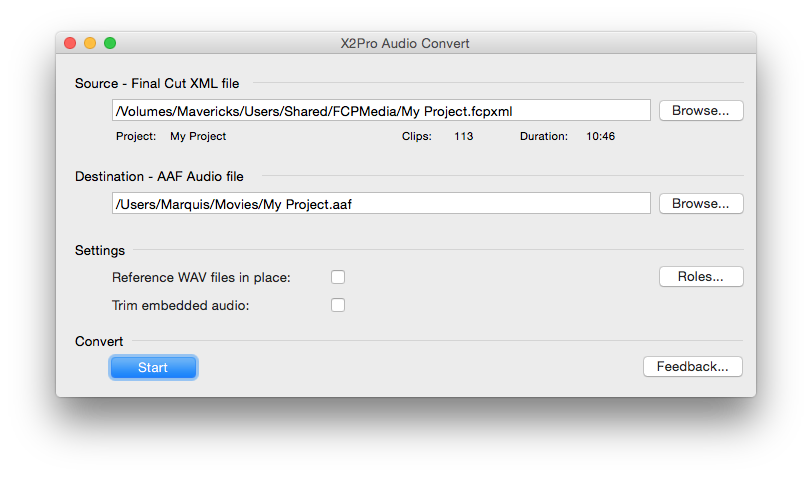 X2Pro Audio Convert
Source - Final Cut XML file
/Volumes/Mavericks/Users/Shared/FCPMedia/My Project.fcpxml Browse...
Project: My Project Clips: 113 Duration: 10:46
Destination - AAF Audio file
/Users/Marquis/Movies/My Project.aaf Browse...
Settings
Reference WAV files in place: Roles...
Trim embedded audio:
Convert
Start Feedback...